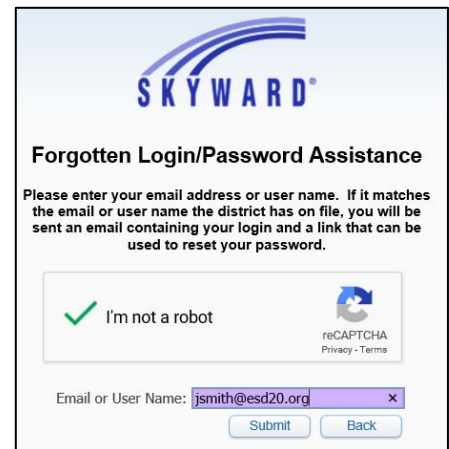 SKYWARD®
Forgotten Login/Password Assistance
Please enter your email address or user name. If it matches
the email or user name the district has on file, you will be
sent an email containing your login and a link that can be
used to reset your password.
I'm not a robot
reCAPTCHA
Privacy - Terms
Email or User Name: jsmith@esd20.org ×
Submit Back